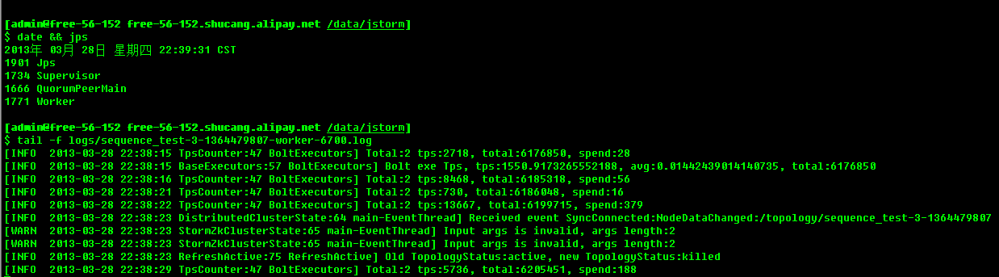 [admin@free-56-152 free-56-152.shucang.alipay.net /data/jstorm]
$ date && jps
2013年 03月 28日 星期四 22:39:31 CST
1901 Jps
1734 Supervisor
1666 QuorumPeerMain
1771 Worker
[admin@free-56-152 free-56-152.shucang.alipay.net /data/jstorm]
$ tail -f logs/sequence_test-3-1364479807-worker-6700.log
[INFO  2013-03-28 22:38:15 TpsCounter:47 BoltExecutors] Total:2 tps:2718, total:6176850, spend:28
[INFO  2013-03-28 22:38:15 BaseExecutors:57 BoltExecutors] Bolt exe Tps, tps:1550.9173265552188, avg:0.01442439014140735, total:6176850
[INFO  2013-03-28 22:38:16 TpsCounter:47 BoltExecutors] Total:2 tps:8468, total:6185318, spend:56
[INFO  2013-03-28 22:38:21 TpsCounter:47 BoltExecutors] Total:2 tps:730, total:6186048, spend:16
[INFO  2013-03-28 22:38:22 TpsCounter:47 BoltExecutors] Total:2 tps:13667, total:6199715, spend:379
[INFO  2013-03-28 22:38:23 DistributedClusterState:64 main-EventThread] Received event SyncConnected:NodeDataChanged:/topology/sequence_test-3-1364479807
[WARN  2013-03-28 22:38:23 StormZkClusterState:65 main-EventThread] Input args is invalid, args length:2
[WARN  2013-03-28 22:38:23 StormZkClusterState:65 main-EventThread] Input args is invalid, args length:2
[INFO  2013-03-28 22:38:23 RefreshActive:75 RefreshActive] Old TopologyStatus:active, new TopologyStatus:killed
[INFO  2013-03-28 22:38:29 TpsCounter:47 BoltExecutors] Total:2 tps:5736, total:6205451, spend:188